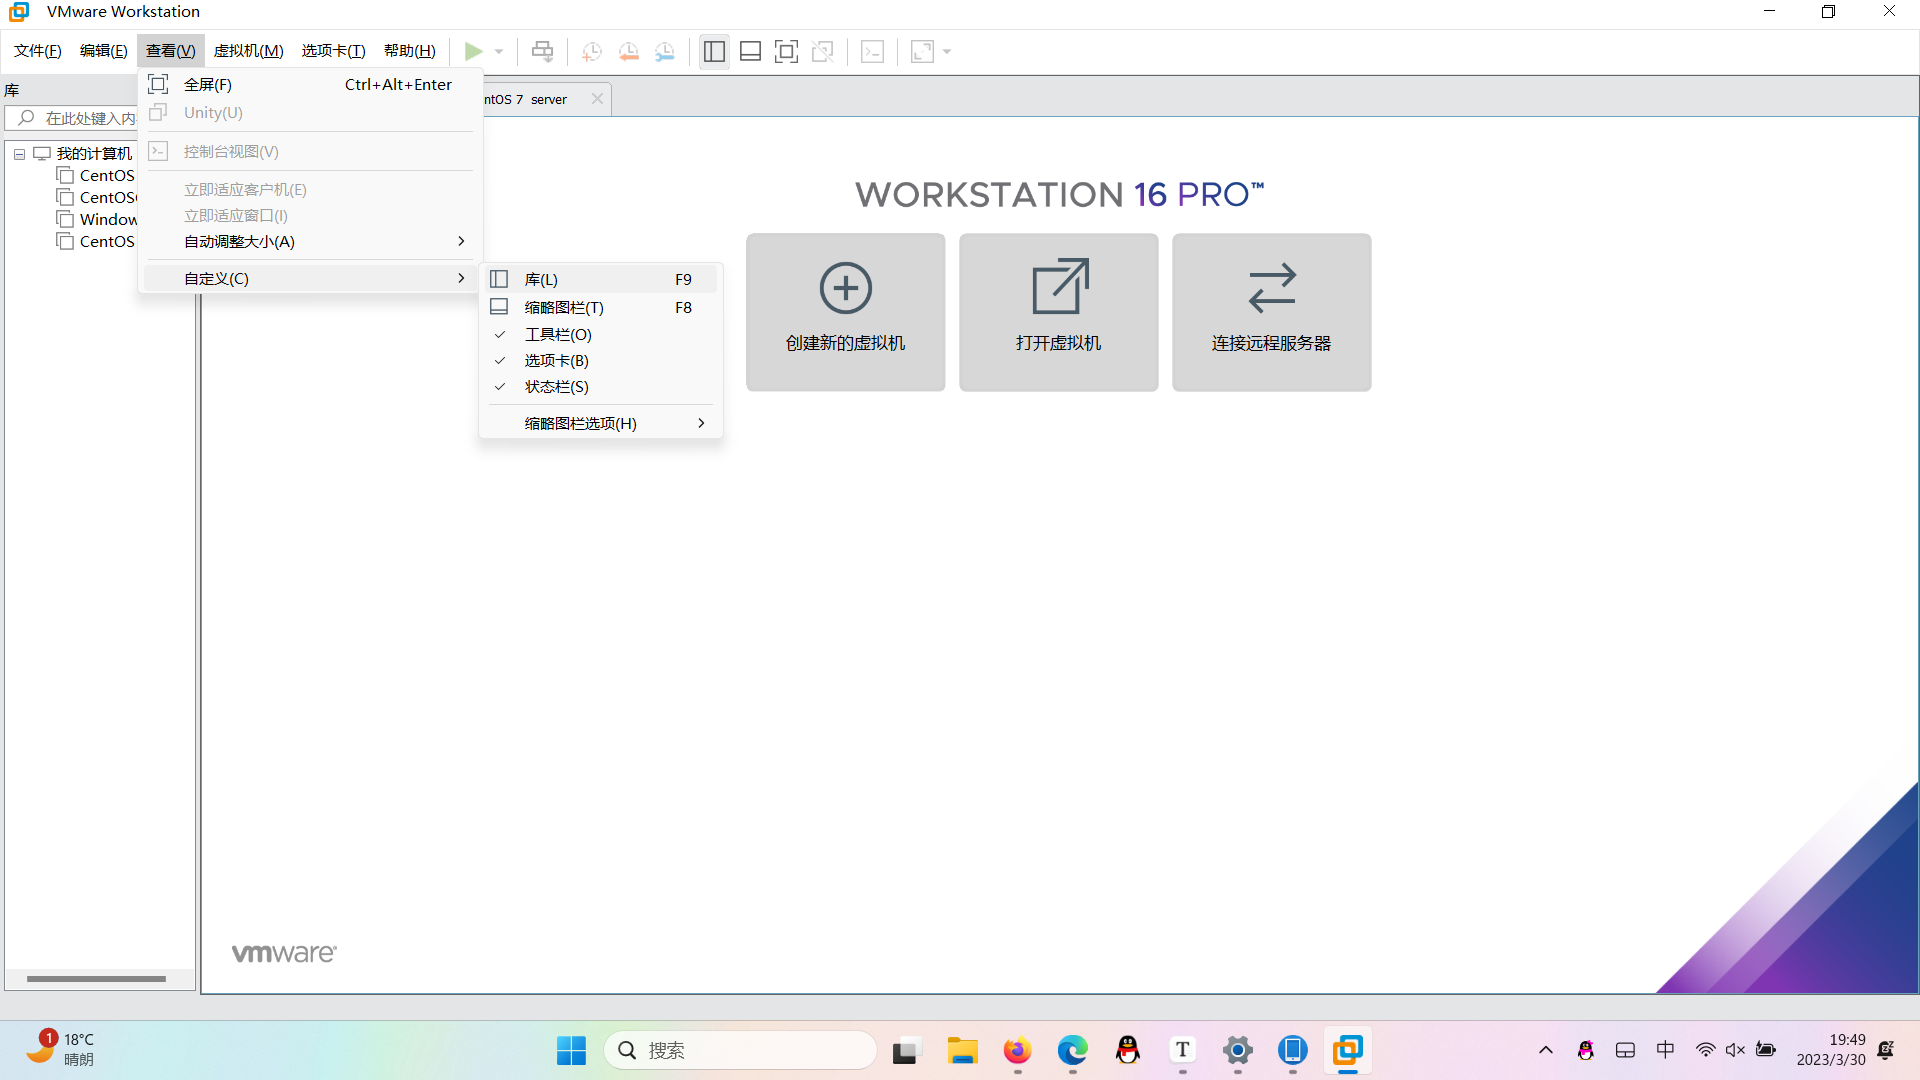 VMware Workstation
文件(F) 编辑(E) 查看(V) 虚拟机(M) 选项卡(T) 帮助(H)
库
在此处键入内
我的计算机
CentOS
CentOS
Window
CentOS
全屏(F) Ctrl+Alt+Enter
Unity(U)
控制台视图(V)
立即适应客户机(E)
立即适应窗口(I)
自动调整大小(A)
自定义(C)
库(L) F9
缩略图栏(T) F8
工具栏(O)
选项卡(B)
状态栏(S)
缩略图栏选项(H)
ntOS 7 server
WORKSTATION 16 PRO™
创建新的虚拟机
打开虚拟机
连接远程服务器
vmware®
1
18°C
晴朗
搜索
T
中
19:49
2023/3/30